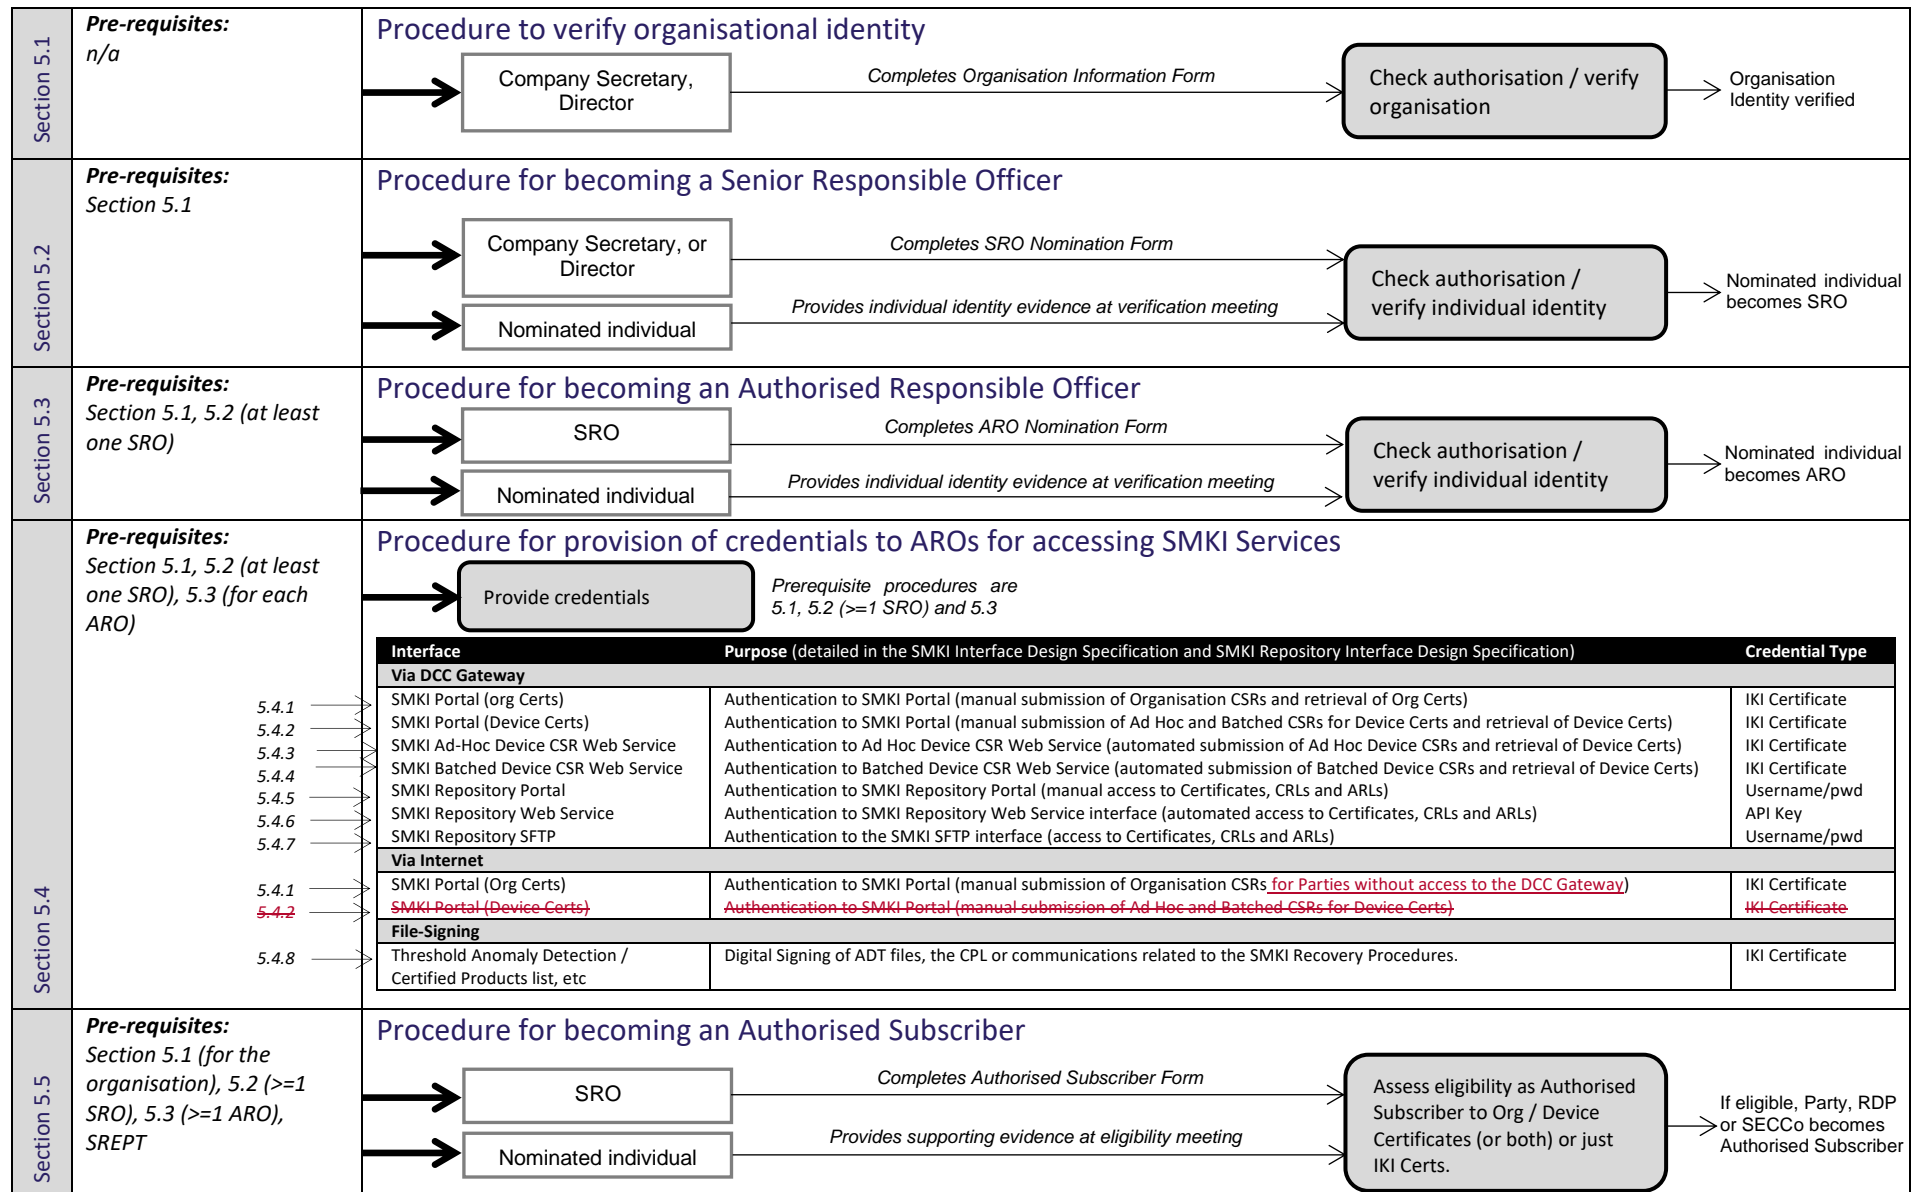 Section 5.1
Pre-requisites:
n/a
Procedure to verify organisational identity
Company Secretary,
Director
Completes Organisation Information Form
Check authorisation / verify
organisation
Organisation
Identity verified
Section 5.2
Pre-requisites:
Section 5.1
Procedure for becoming a Senior Responsible Officer
Company Secretary, or
Director
Completes SRO Nomination Form
Nominated individual
Provides individual identity evidence at verification meeting
Check authorisation /
verify individual identity
Nominated individual
becomes SRO
Section 5.3
Pre-requisites:
Section 5.1, 5.2 (at least
one SRO)
Procedure for becoming an Authorised Responsible Officer
SRO
Completes ARO Nomination Form
Nominated individual
Provides individual identity evidence at verification meeting
Check authorisation /
verify individual identity
Nominated individual
becomes ARO
Section 5.4
Pre-requisites:
Section 5.1, 5.2 (at least
one SRO), 5.3 (for each
ARO)
Procedure for provision of credentials to AROs for accessing SMKI Services
Provide credentials
Prerequisite procedures are
5.1, 5.2 (>=1 SRO) and 5.3
Interface Purpose (detailed in the SMKI Interface Design Specification and SMKI Repository Interface Design Specification) Credential Type
Via DCC Gateway
5.4.1 SMKI Portal (org Certs) Authentication to SMKI Portal (manual submission of Organisation CSRs and retrieval of Org Certs) IKI Certificate
5.4.2 SMKI Portal (Device Certs) Authentication to SMKI Portal (manual submission of Ad Hoc and Batched CSRs for Device Certs and retrieval of Device Certs) IKI Certificate
5.4.3 SMKI Ad-Hoc Device CSR Web Service Authentication to Ad Hoc Device CSR Web Service (automated submission of Ad Hoc Device CSRs and retrieval of Device Certs) IKI Certificate
5.4.4 SMKI Batched Device CSR Web Service Authentication to Batched Device CSR Web Service (automated submission of Batched Device CSRs and retrieval of Device Certs) IKI Certificate
5.4.5 SMKI Repository Portal Authentication to SMKI Repository Portal (manual access to Certificates, CRLs and ARLs) Username/pwd
5.4.6 SMKI Repository Web Service Authentication to SMKI Repository Web Service interface (automated access to Certificates, CRLs and ARLs) API Key
5.4.7 SMKI Repository SFTP Authentication to the SMKI SFTP interface (access to Certificates, CRLs and ARLs) Username/pwd
Via Internet
5.4.1 SMKI Portal (Org Certs) Authentication to SMKI Portal (manual submission of Organisation CSRs for Parties without access to the DCC Gateway) IKI Certificate
5.4.2 SMKI Portal (Device Certs) Authentication to SMKI Portal (manual submission of Ad Hoc and Batched CSRs for Device Certs) IKI Certificate
File-Signing
5.4.8 Threshold Anomaly Detection / Digital Signing of ADT files, the CPL or communications related to the SMKI Recovery Procedures. IKI Certificate
Certified Products list, etc
Section 5.5
Pre-requisites:
Section 5.1 (for the
organisation), 5.2 (>=1
SRO), 5.3 (>=1 ARO),
SREPT
Procedure for becoming an Authorised Subscriber
SRO
Completes Authorised Subscriber Form
Nominated individual
Provides supporting evidence at eligibility meeting
Assess eligibility as Authorised
Subscriber to Org / Device
Certificates (or both) or just
IKI Certs.
If eligible, Party, RDP
or SECCo becomes
Authorised Subscriber